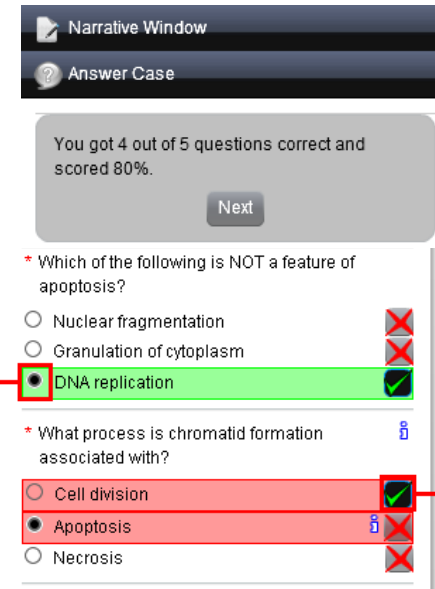 Narrative Window
Answer Case
You got 4 out of 5 questions correct and
scored 80%.
Next
* Which of the following is NOT a feature of
apoptosis?
Nuclear fragmentation
Granulation of cytoplasm
DNA replication
* What process is chromatid formation
associated with?
Cell division
Apoptosis
Necrosis